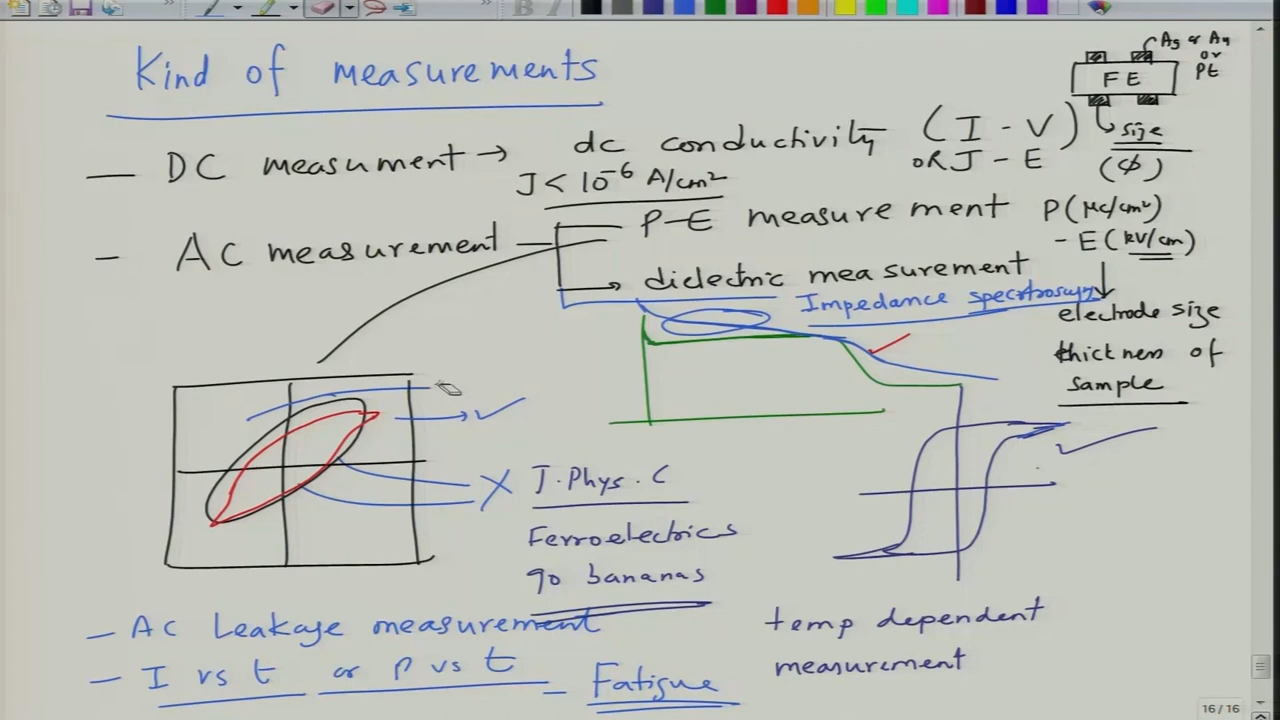 B I
Kind of measurements
Ag or Au
or
Pt
FE
size
(ϕ)
— DC measument → dc conductivity (I - V)
OR J - E
J < 10⁻⁶ A/cm²
- AC measurement — P-E measurement P(μc/cm²)
- E (kV/cm)
→ dielectric measurement
Impedance spectroscopy
electrode size
thickness of
sample
J. Phys. C
Ferroelectrics
go bananas
- AC Leakage measurement
- I vs t or P vs t - Fatigue
temp dependent
measurement
16 / 16